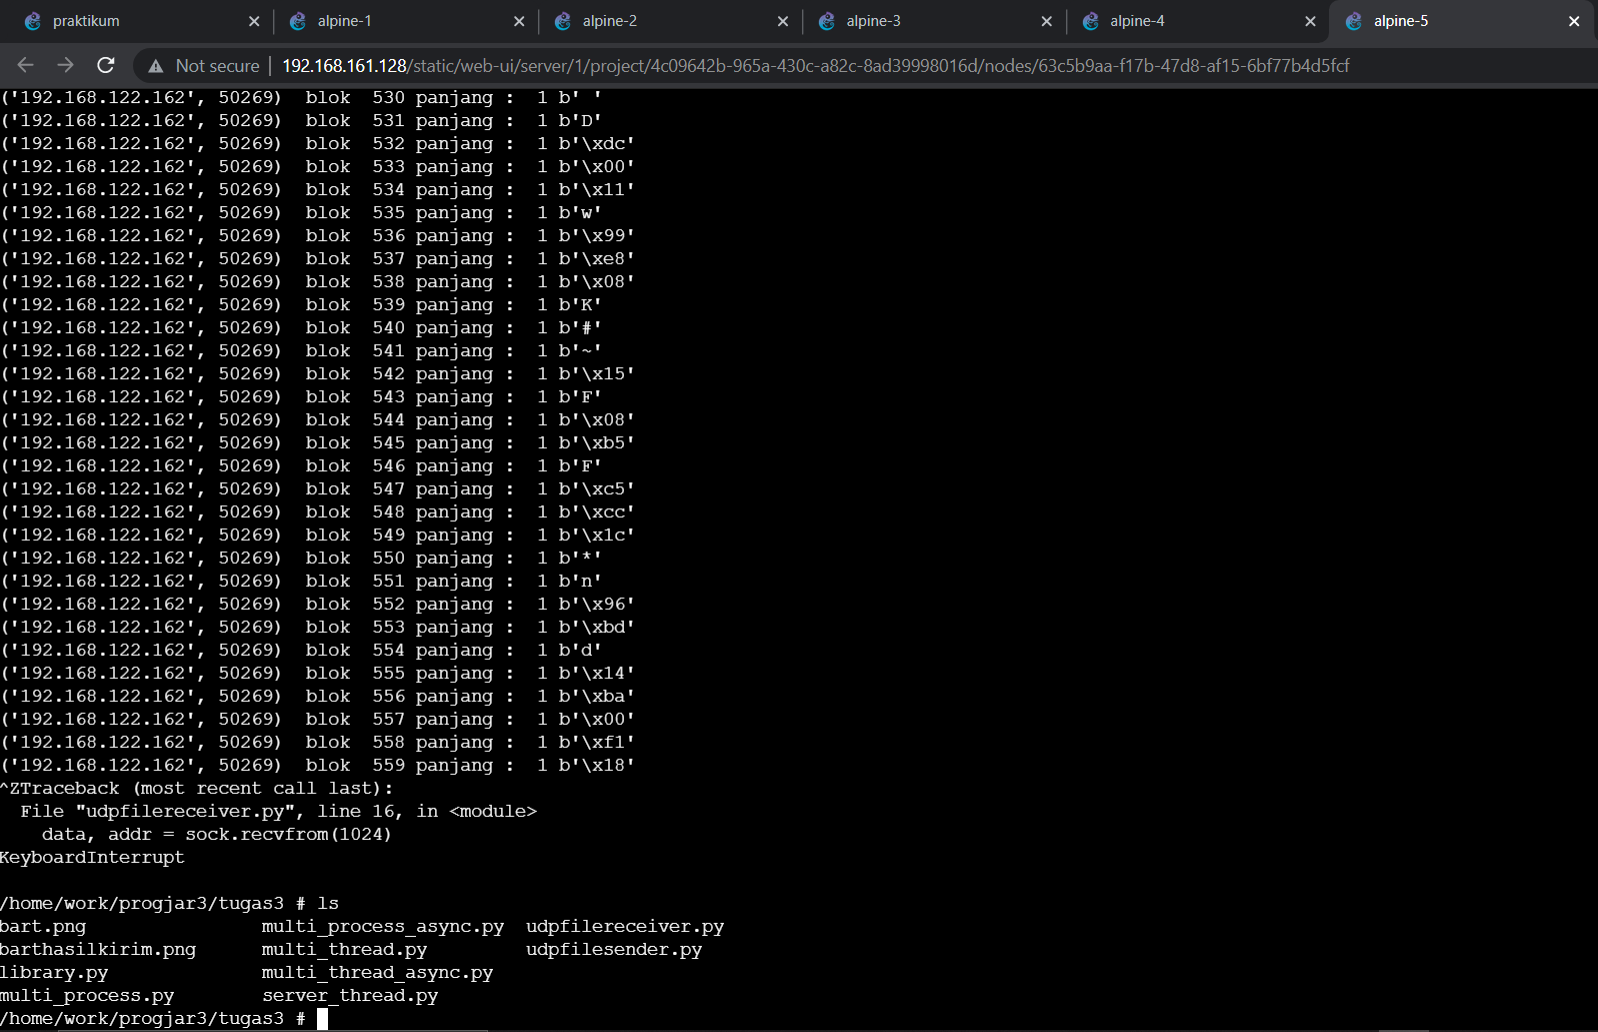 praktikum
alpine-1
alpine-2
alpine-3
alpine-4
alpine-5
Not secure | 192.168.161.128/static/web-ui/server/1/project/4c09642b-965a-430c-a82c-8ad39998016d/nodes/63c5b9aa-f17b-47d8-af15-6bf77b4d5fcf
('192.168.122.162', 50269)  blok  530 panjang :  1 b' '
('192.168.122.162', 50269)  blok  531 panjang :  1 b'D'
('192.168.122.162', 50269)  blok  532 panjang :  1 b'\xdc'
('192.168.122.162', 50269)  blok  533 panjang :  1 b'\x00'
('192.168.122.162', 50269)  blok  534 panjang :  1 b'\x11'
('192.168.122.162', 50269)  blok  535 panjang :  1 b'w'
('192.168.122.162', 50269)  blok  536 panjang :  1 b'\x99'
('192.168.122.162', 50269)  blok  537 panjang :  1 b'\xe8'
('192.168.122.162', 50269)  blok  538 panjang :  1 b'\x08'
('192.168.122.162', 50269)  blok  539 panjang :  1 b'K'
('192.168.122.162', 50269)  blok  540 panjang :  1 b'#'
('192.168.122.162', 50269)  blok  541 panjang :  1 b'~'
('192.168.122.162', 50269)  blok  542 panjang :  1 b'\x15'
('192.168.122.162', 50269)  blok  543 panjang :  1 b'F'
('192.168.122.162', 50269)  blok  544 panjang :  1 b'\x08'
('192.168.122.162', 50269)  blok  545 panjang :  1 b'\xb5'
('192.168.122.162', 50269)  blok  546 panjang :  1 b'F'
('192.168.122.162', 50269)  blok  547 panjang :  1 b'\xc5'
('192.168.122.162', 50269)  blok  548 panjang :  1 b'\xcc'
('192.168.122.162', 50269)  blok  549 panjang :  1 b'\x1c'
('192.168.122.162', 50269)  blok  550 panjang :  1 b'*'
('192.168.122.162', 50269)  blok  551 panjang :  1 b'n'
('192.168.122.162', 50269)  blok  552 panjang :  1 b'\x96'
('192.168.122.162', 50269)  blok  553 panjang :  1 b'\xbd'
('192.168.122.162', 50269)  blok  554 panjang :  1 b'd'
('192.168.122.162', 50269)  blok  555 panjang :  1 b'\x14'
('192.168.122.162', 50269)  blok  556 panjang :  1 b'\xba'
('192.168.122.162', 50269)  blok  557 panjang :  1 b'\x00'
('192.168.122.162', 50269)  blok  558 panjang :  1 b'\xf1'
('192.168.122.162', 50269)  blok  559 panjang :  1 b'\x18'
^ZTraceback (most recent call last):
  File "udpfilereceiver.py", line 16, in <module>
    data, addr = sock.recvfrom(1024)
KeyboardInterrupt
/home/work/progjar3/tugas3 # ls
bart.png                multi_process_async.py  udpfilereceiver.py
barthasilkirim.png      multi_thread.py         udpfilesender.py
library.py              multi_thread_async.py
multi_process.py        server_thread.py
/home/work/progjar3/tugas3 #